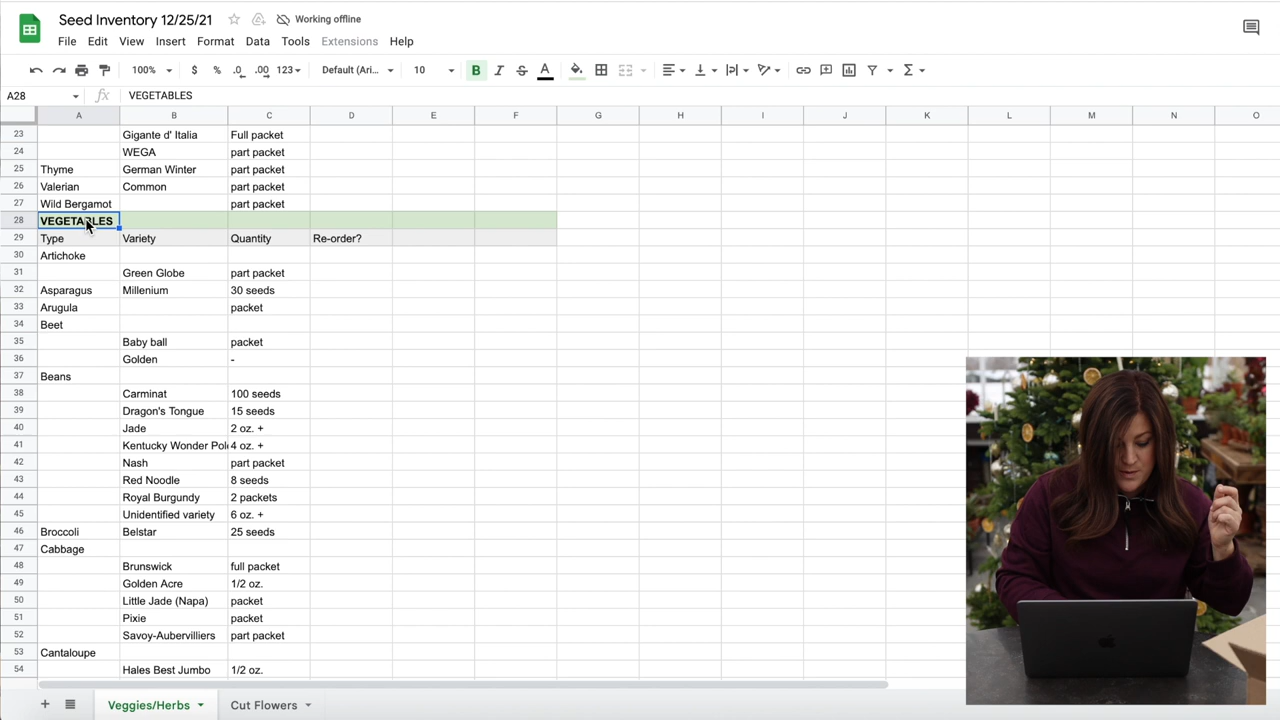 Seed Inventory 12/25/21 Working offline
File Edit View Insert Format Data Tools Extensions Help
100% $ % .0 .00 123 Default (Ari... 10 B I S A Σ
A28 fx VEGETABLES
A B C D E F G H I J K L M N O
23 Gigante d' Italia Full packet
24 WEGA part packet
25 Thyme German Winter part packet
26 Valerian Common part packet
27 Wild Bergamot part packet
28 VEGETABLES
29 Type Variety Quantity Re-order?
30 Artichoke
31 Green Globe part packet
32 Asparagus Millenium 30 seeds
33 Arugula packet
34 Beet
35 Baby ball packet
36 Golden -
37 Beans
38 Carminat 100 seeds
39 Dragon's Tongue 15 seeds
40 Jade 2 oz. +
41 Kentucky Wonder Pol 4 oz. +
42 Nash part packet
43 Red Noodle 8 seeds
44 Royal Burgundy 2 packets
45 Unidentified variety 6 oz. +
46 Broccoli Belstar 25 seeds
47 Cabbage
48 Brunswick full packet
49 Golden Acre 1/2 oz.
50 Little Jade (Napa) packet
51 Pixie packet
52 Savoy-Aubervilliers part packet
53 Cantaloupe
54 Hales Best Jumbo 1/2 oz.
Veggies/Herbs Cut Flowers